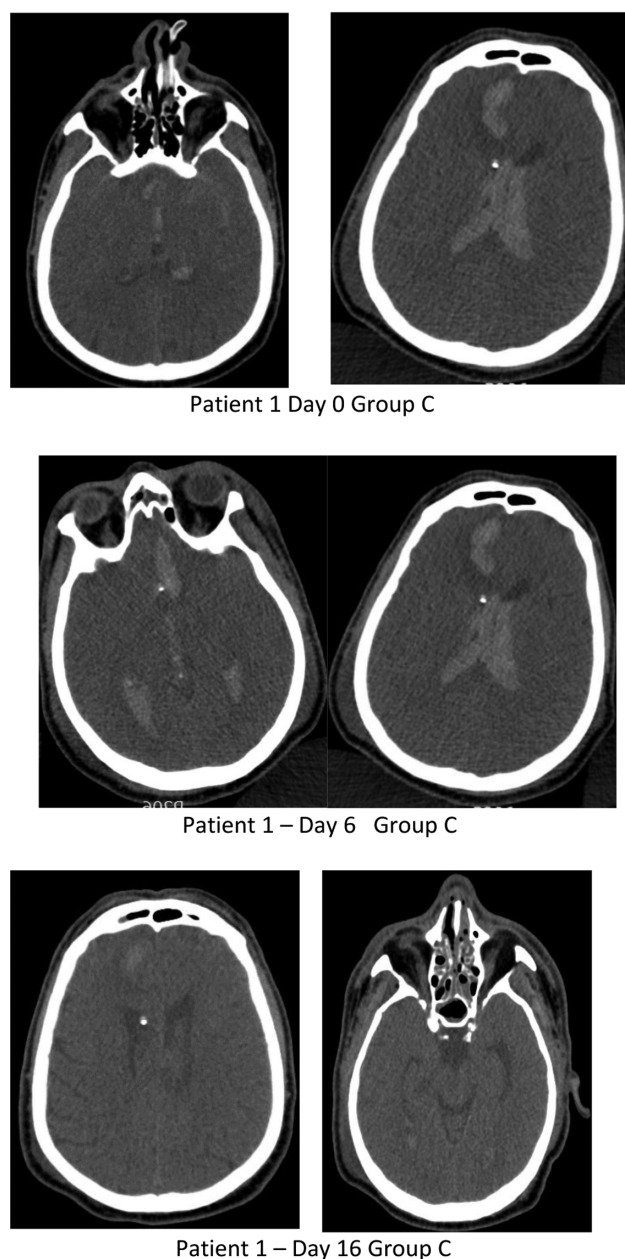 Patient 1 Day 0 Group C
Patient 1 – Day 6   Group C
Patient 1 – Day 16 Group C